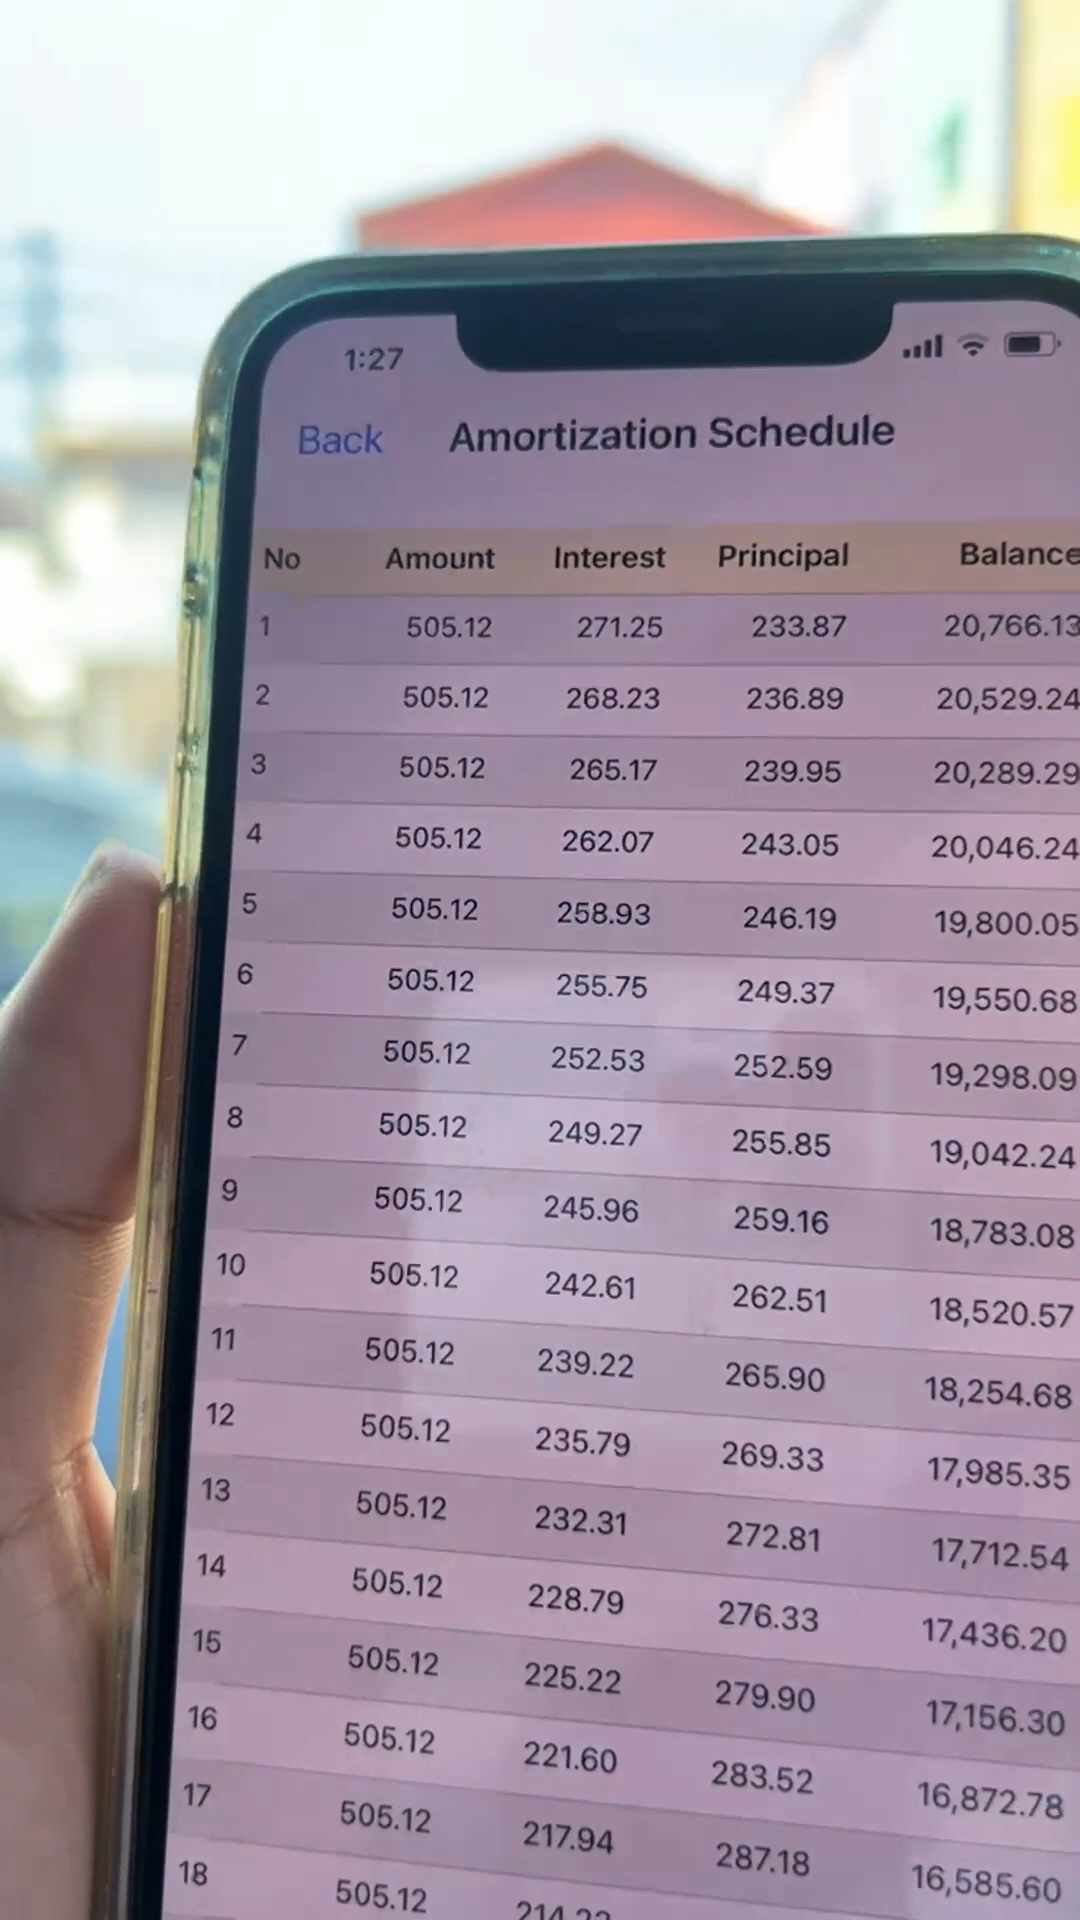 1:27
Back Amortization Schedule
No Amount Interest Principal Balance
1 505.12 271.25 233.87 20,766.13
2 505.12 268.23 236.89 20,529.24
3 505.12 265.17 239.95 20,289.29
4 505.12 262.07 243.05 20,046.24
5 505.12 258.93 246.19 19,800.05
6 505.12 255.75 249.37 19,550.68
7 505.12 252.53 252.59 19,298.09
8 505.12 249.27 255.85 19,042.24
9 505.12 245.96 259.16 18,783.08
10 505.12 242.61 262.51 18,520.57
11 505.12 239.22 265.90 18,254.68
12 505.12 235.79 269.33 17,985.35
13 505.12 232.31 272.81 17,712.54
14 505.12 228.79 276.33 17,436.20
15 505.12 225.22 279.90 17,156.30
16 505.12 221.60 283.52 16,872.78
17 505.12 217.94 287.18 16,585.60
18 505.12